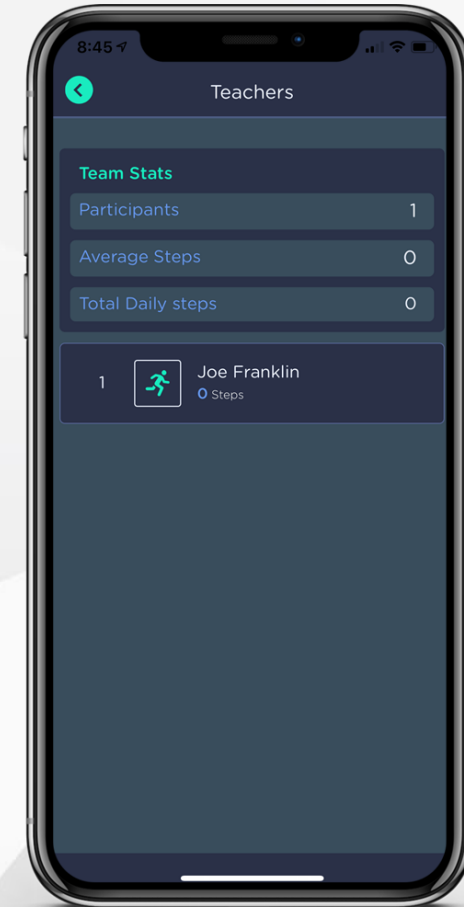 8:45
Teachers
Team Stats
Participants 1
Average Steps 0
Total Daily steps 0
1 Joe Franklin
0 Steps